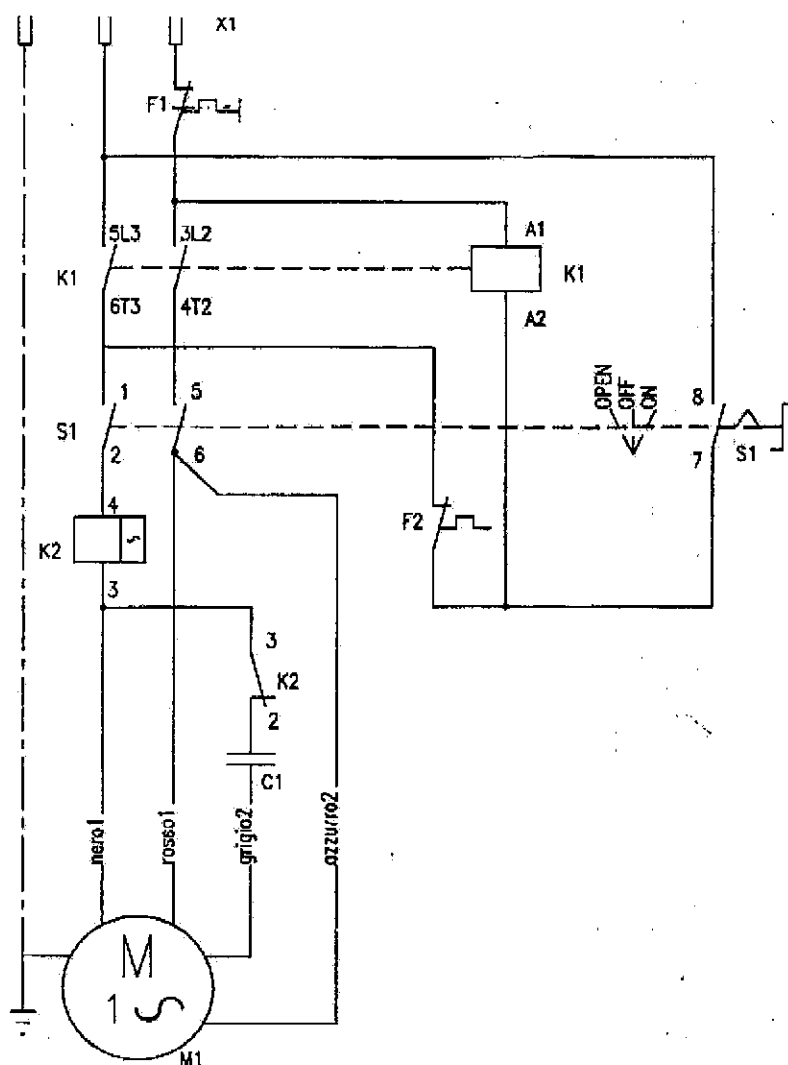 X1
F1
5L3 3L2 A1
K1 K1
6T3 4T2 A2
OPEN
OFF
ON
1 5 8
S1 S1
2 6 7
4 F2
K2
3
3
K2
2
C1
nero1
rosso1
grigio2
azzurro2
M
1
M1